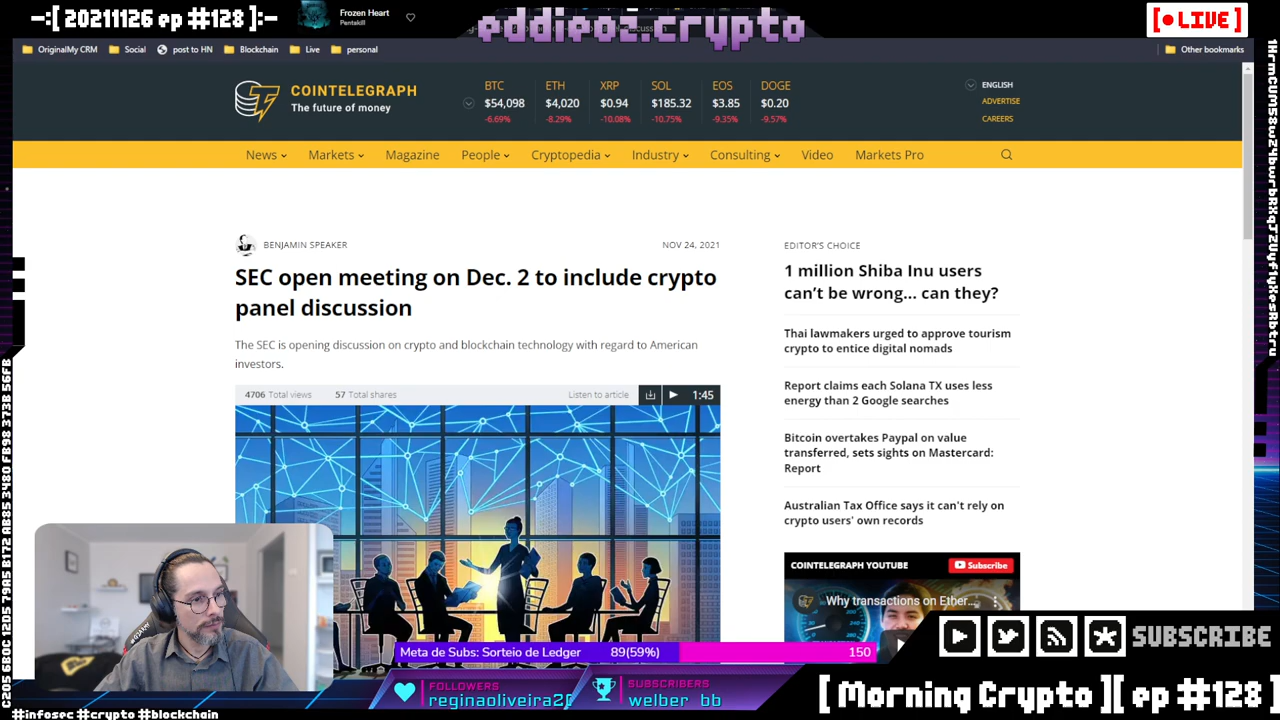 -:[ 20211126 ep #128 ]:-
Frozen Heart
Pentakill
eddieoz.crypto
[ LIVE ]
OriginalMy CRM
Social
post to HN
Blockchain
Live
personal
Other bookmarks
COINTELEGRAPH
The future of money
BTC ETH XRP SOL EOS DOGE
$54,098 $4,020 $0.94 $185.32 $3.85 $0.20
-6.69% -8.29% -10.08% -10.75% -9.35% -9.57%
ENGLISH
ADVERTISE
CAREERS
News Markets Magazine People Cryptopedia Industry Consulting Video Markets Pro
BENJAMIN SPEAKER
NOV 24, 2021
SEC open meeting on Dec. 2 to include crypto
panel discussion
The SEC is opening discussion on crypto and blockchain technology with regard to American
investors.
4706 Total views 57 Total shares Listen to article 1:45
EDITOR'S CHOICE
1 million Shiba Inu users
can't be wrong... can they?
Thai lawmakers urged to approve tourism
crypto to entice digital nomads
Report claims each Solana TX uses less
energy than 2 Google searches
Bitcoin overtakes Paypal on value
transferred, sets sights on Mastercard:
Report
Australian Tax Office says it can't rely on
crypto users' own records
COINTELEGRAPH YOUTUBE
Subscribe
Why transactions on Ether...
Meta de Subs: Sorteio de Ledger 89(59%) 150
FOLLOWERS
reginaoliveira20
SUBSCRIBERS
welber_bb
SUBSCRIBE
[ Morning Crypto ][ ep #128 ]
#infosec #crypto #blockchain